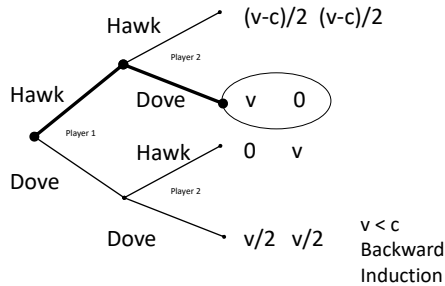 Hawk (v-c)/2 (v-c)/2
Player 2
Hawk Dove v 0
Player 1
Hawk 0 v
Dove
Player 2
Dove v/2 v/2
v < c
Backward
Induction